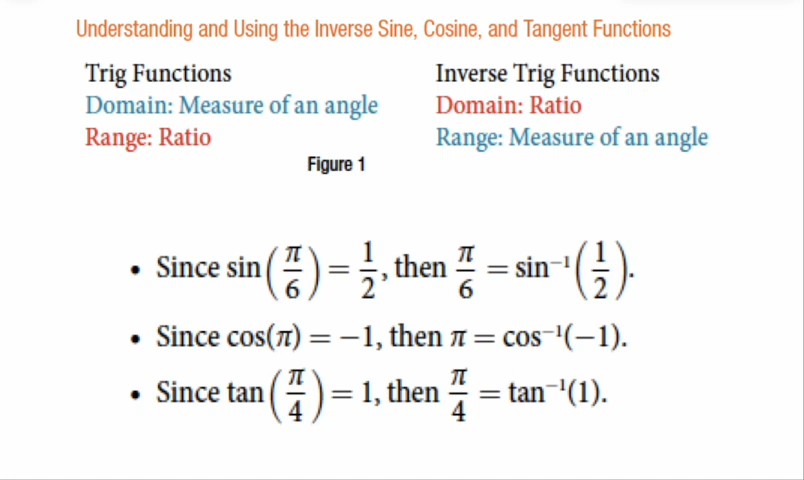 Understanding and Using the Inverse Sine, Cosine, and Tangent Functions
Trig Functions
Domain: Measure of an angle
Range: Ratio
Inverse Trig Functions
Domain: Ratio
Range: Measure of an angle
Figure 1
• Since sin(π/6) = 1/2, then π/6 = sin⁻¹(1/2).
• Since cos(π) = −1, then π = cos⁻¹(−1).
• Since tan(π/4) = 1, then π/4 = tan⁻¹(1).